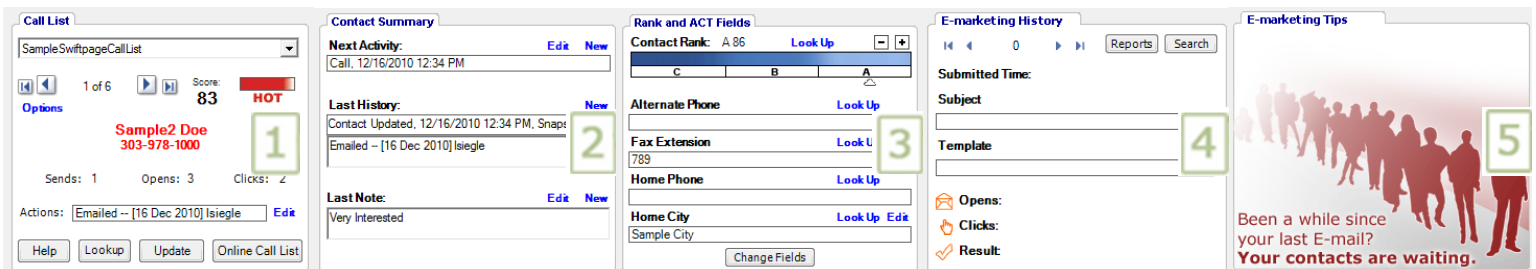 Call List
SampleSwiftpageCallList
1 of 6
Score:
83
HOT
Options
Sample2 Doe
303-978-1000
1
Sends: 1 Opens: 3 Clicks: 2
Actions: Emailed -- [16 Dec 2010] lsiegle Edit
Help Lookup Update Online Call List
Contact Summary
Next Activity: Edit New
Call, 12/16/2010 12:34 PM
Last History: New
Contact Updated, 12/16/2010 12:34 PM, Snaps
Emailed -- [16 Dec 2010] lsiegle
2
Last Note: Edit New
Very Interested
Rank and ACT Fields
Contact Rank: A 86 Look Up - +
C B A
Alternate Phone Look Up
Fax Extension Look U
789
3
Home Phone Look Up
Home City Look Up Edit
Sample City
Change Fields
E-marketing History
0 Reports Search
Submitted Time:
Subject
Template
4
Opens:
Clicks:
Result:
E-marketing Tips
5
Been a while since
your last E-mail?
Your contacts are waiting.